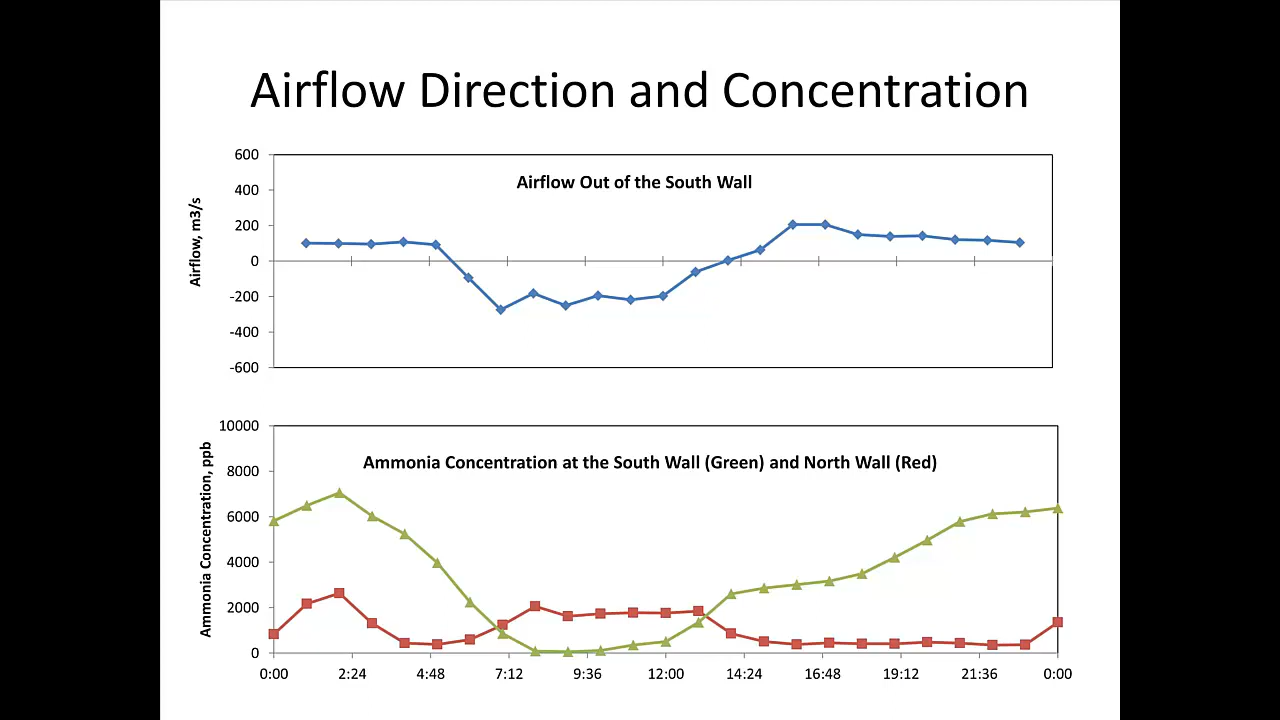 Airflow Direction and Concentration
Airflow Out of the South Wall
Airflow, m3/s
600
400
200
0
-200
-400
-600
Ammonia Concentration at the South Wall (Green) and North Wall (Red)
Ammonia Concentration, ppb
10000
8000
6000
4000
2000
0
0:00 2:24 4:48 7:12 9:36 12:00 14:24 16:48 19:12 21:36 0:00